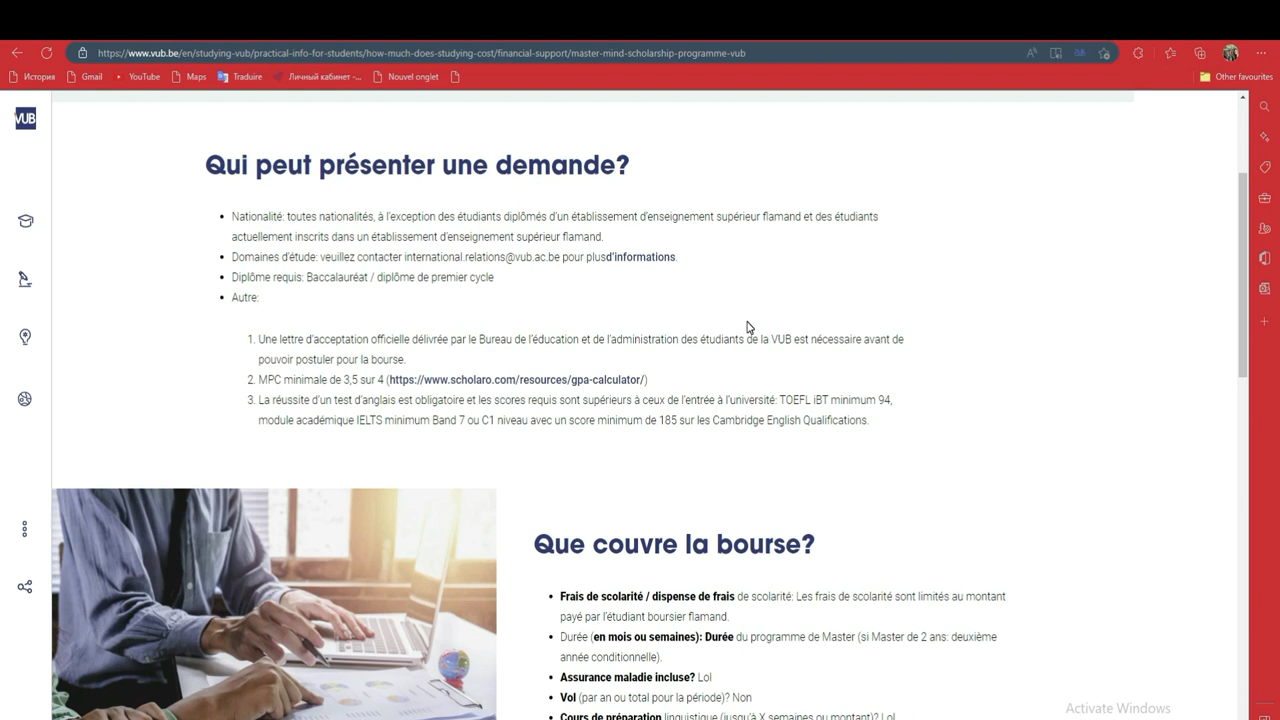 https://www.vub.be/en/studying-vub/practical-info-for-students/how-much-does-studying-cost/financial-support/master-mind-scholarship-programme-vub
История Gmail YouTube Maps Traduire Личный кабинет -... Nouvel onglet Other favourites
VUB
Qui peut présenter une demande?
• Nationalité: toutes nationalités, à l'exception des étudiants diplômés d'un établissement d'enseignement supérieur flamand et des étudiants
actuellement inscrits dans un établissement d'enseignement supérieur flamand.
• Domaines d'étude: veuillez contacter international.relations@vub.ac.be pour plusd'informations.
• Diplôme requis: Baccalauréat / diplôme de premier cycle
• Autre:
1. Une lettre d'acceptation officielle délivrée par le Bureau de l'éducation et de l'administration des étudiants de la VUB est nécessaire avant de
pouvoir postuler pour la bourse.
2. MPC minimale de 3,5 sur 4 (https://www.scholaro.com/resources/gpa-calculator/)
3. La réussite d'un test d'anglais est obligatoire et les scores requis sont supérieurs à ceux de l'entrée à l'université: TOEFL iBT minimum 94,
module académique IELTS minimum Band 7 ou C1 niveau avec un score minimum de 185 sur les Cambridge English Qualifications.
Que couvre la bourse?
• Frais de scolarité / dispense de frais de scolarité: Les frais de scolarité sont limités au montant
payé par l'étudiant boursier flamand.
• Durée (en mois ou semaines): Durée du programme de Master (si Master de 2 ans: deuxième
année conditionnelle).
• Assurance maladie incluse? Lol
• Vol (par an ou total pour la période)? Non
• Cours de préparation linguistique (jusqu'à X semaines ou montant)? Lol
Activate Windows